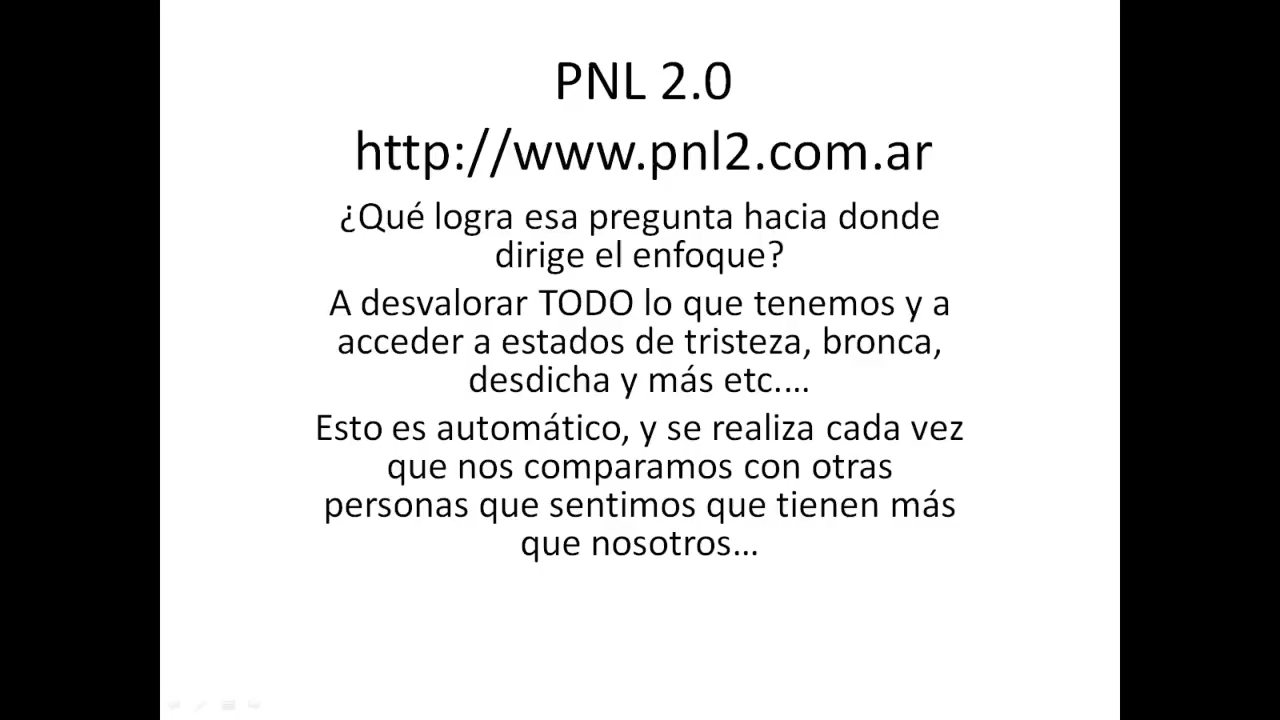 PNL 2.0
http://www.pnl2.com.ar
¿Qué logra esa pregunta hacia donde
dirige el enfoque?
A desvalorar TODO lo que tenemos y a
acceder a estados de tristeza, bronca,
desdicha y más etc.…
Esto es automático, y se realiza cada vez
que nos comparamos con otras
personas que sentimos que tienen más
que nosotros…